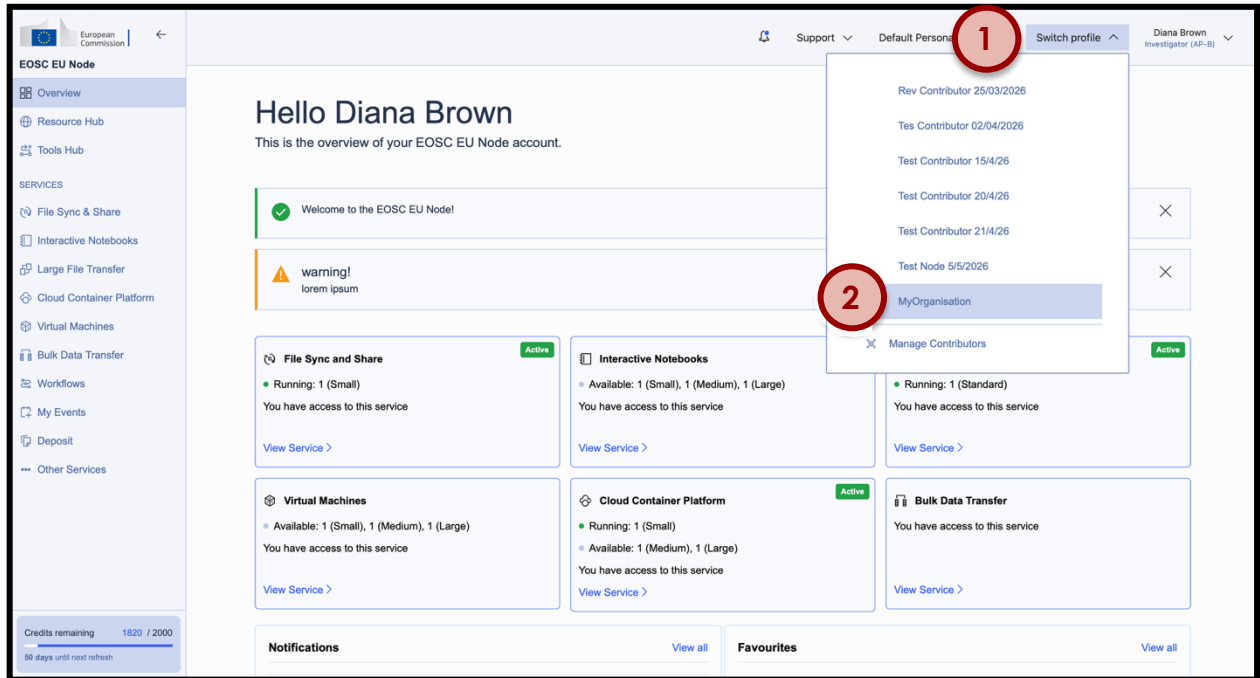 European
Commission
EOSC EU Node
Overview
Resource Hub
Tools Hub
SERVICES
File Sync & Share
Interactive Notebooks
Large File Transfer
Cloud Container Platform
Virtual Machines
Bulk Data Transfer
Workflows
My Events
Deposit
Other Services
Credits remaining 1820 / 2000
50 days until next refresh
Support
Default Persona
1
Switch profile
Diana Brown
Investigator (AP-B)
Rev Contributor 25/03/2026
Tes Contributor 02/04/2026
Test Contributor 15/4/26
Test Contributor 20/4/26
Test Contributor 21/4/26
Test Node 5/5/2026
2
MyOrganisation
Manage Contributors
Hello Diana Brown
This is the overview of your EOSC EU Node account.
Welcome to the EOSC EU Node!
warning!
lorem ipsum
File Sync and Share
Active
Running: 1 (Small)
You have access to this service
View Service
Interactive Notebooks
Available: 1 (Small), 1 (Medium), 1 (Large)
You have access to this service
View Service
Active
Running: 1 (Standard)
You have access to this service
View Service
Virtual Machines
Available: 1 (Small), 1 (Medium), 1 (Large)
You have access to this service
View Service
Cloud Container Platform
Active
Running: 1 (Small)
Available: 1 (Medium), 1 (Large)
You have access to this service
View Service
Bulk Data Transfer
You have access to this service
View Service
Notifications
View all
Favourites
View all